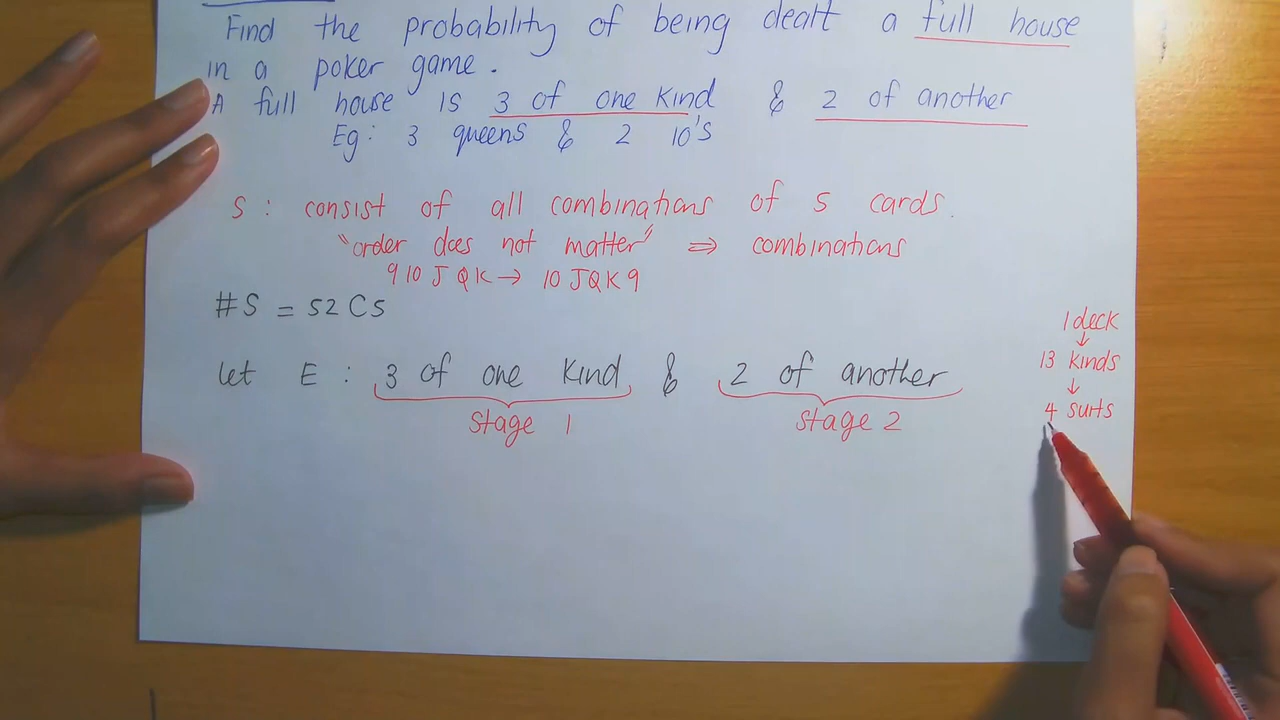 Find the probability of being dealt a full house
in a poker game.
A full house is 3 of one kind & 2 of another
Eg: 3 queens & 2 10's
S : consist of all combinations of 5 cards.
"order does not matter" ⇒ combinations
9 10 J Q K → 10 J Q K 9
#S = 52C5
1 deck
↓
13 kinds
↓
4 suits
let E : 3 of one kind & 2 of another
stage 1 stage 2